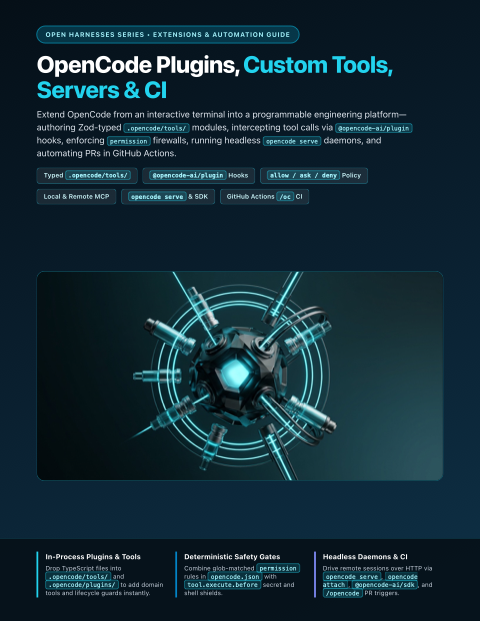 OPEN HARNESSES SERIES • EXTENSIONS & AUTOMATION GUIDE
OpenCode Plugins, Custom Tools,
Servers & CI
Extend OpenCode from an interactive terminal into a programmable engineering platform—
authoring Zod-typed .opencode/tools/ modules, intercepting tool calls via @opencode-ai/plugin
hooks, enforcing permission firewalls, running headless opencode serve daemons, and
automating PRs in GitHub Actions.
Typed .opencode/tools/
@opencode-ai/plugin Hooks
allow / ask / deny Policy
Local & Remote MCP
opencode serve & SDK
GitHub Actions /oc CI
In-Process Plugins & Tools
Drop TypeScript files into
.opencode/tools/ and
.opencode/plugins/ to add domain
tools and lifecycle guards instantly.
Deterministic Safety Gates
Combine glob-matched permission
rules in opencode.json with
tool.execute.before secret and
shell shields.
Headless Daemons & CI
Drive remote sessions over HTTP via
opencode serve, opencode
attach, @opencode-ai/sdk, and
/opencode PR triggers.